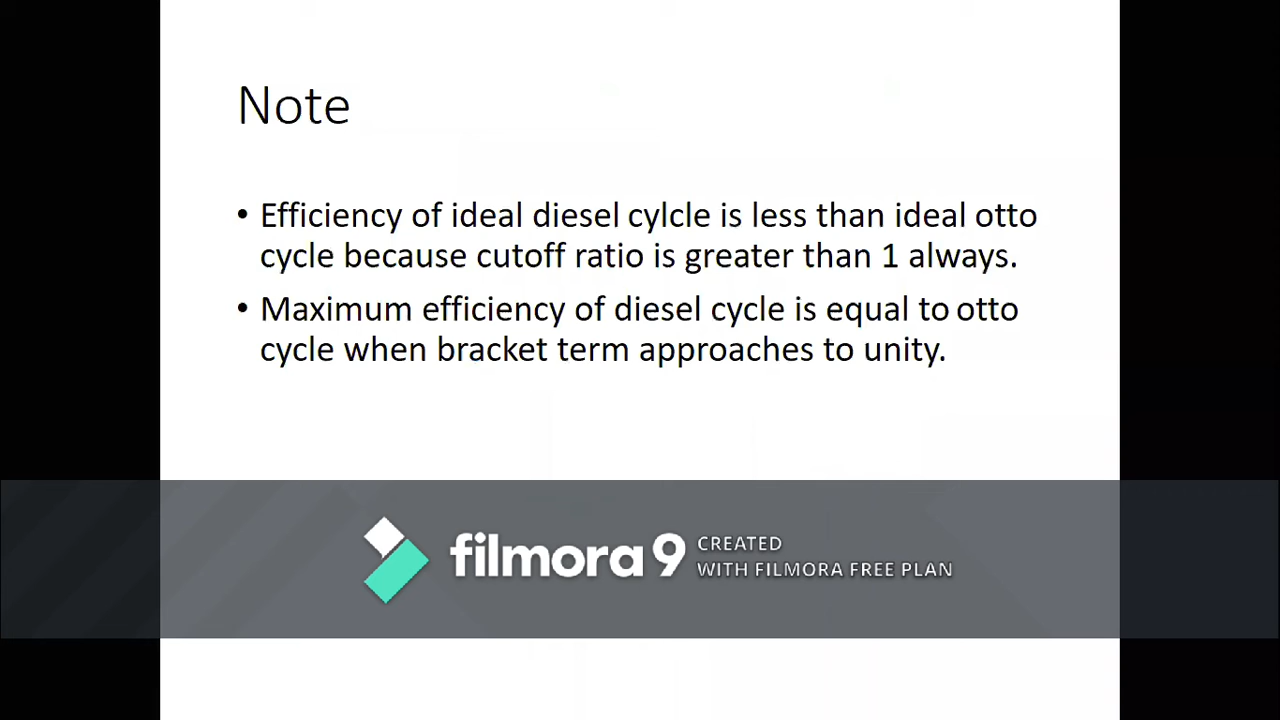 Note
• Efficiency of ideal diesel cylcle is less than ideal otto
cycle because cutoff ratio is greater than 1 always.
• Maximum efficiency of diesel cycle is equal to otto
cycle when bracket term approaches to unity.
filmora 9
CREATED
WITH FILMORA FREE PLAN